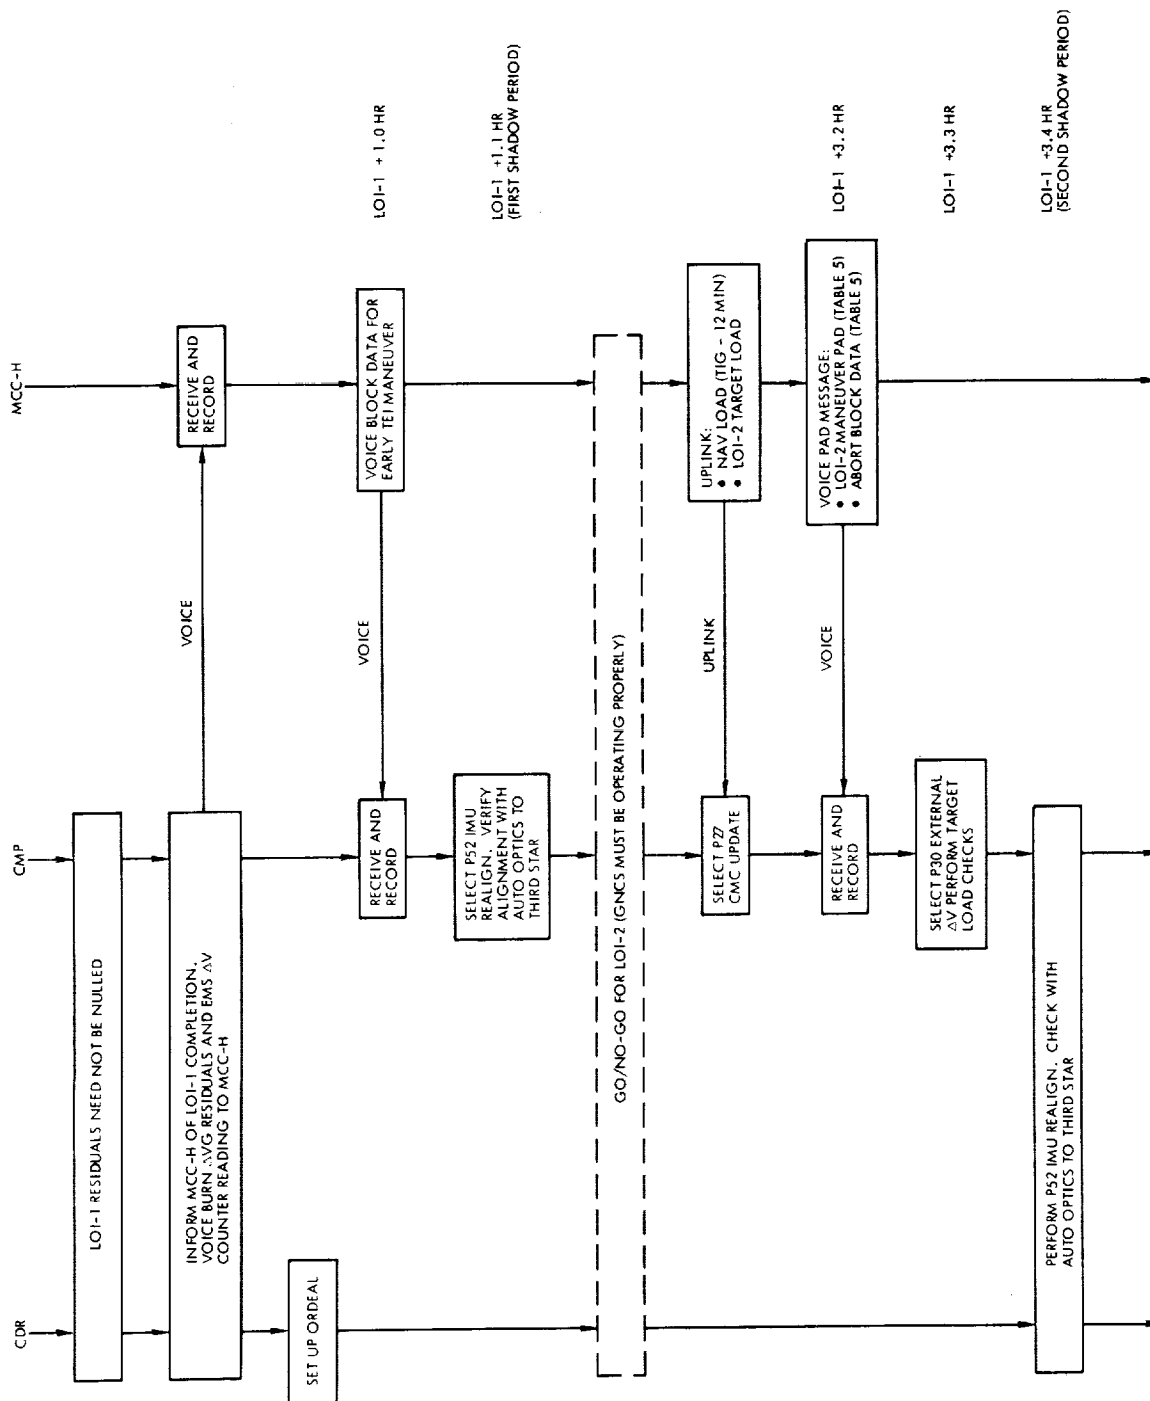 CDR
CMP
MCC-H
LOI-1 RESIDUALS NEED NOT BE NULLED
INFORM MCC-H OF LOI-1 COMPLETION.
VOICE BURN ΔVG RESIDUALS AND EMS ΔV
COUNTER READING TO MCC-H
VOICE
RECEIVE AND
RECORD
SET UP ORDEAL
RECEIVE AND
RECORD
VOICE
VOICE BLOCK DATA FOR
EARLY TEI MANEUVER
LOI-1 + 1.0 HR
SELECT P52 IMU
REALIGN. VERIFY
ALIGNMENT WITH
AUTO OPTICS TO
THIRD STAR
LOI-1 +1.1 HR
(FIRST SHADOW PERIOD)
GO/NO-GO FOR LOI-2 (GNCS MUST BE OPERATING PROPERLY)
SELECT P27
CMC UPDATE
UPLINK
UPLINK:
● NAV LOAD (TIG - 12 MIN)
● LOI-2 TARGET LOAD
RECEIVE AND
RECORD
VOICE
VOICE PAD MESSAGE:
● LOI-2 MANEUVER PAD (TABLE 5)
● ABORT BLOCK DATA (TABLE 5)
LOI-1 +3.2 HR
SELECT P30 EXTERNAL
ΔV PERFORM TARGET
LOAD CHECKS
LOI-1 +3.3 HR
PERFORM P52 IMU REALIGN. CHECK WITH
AUTO OPTICS TO THIRD STAR
LOI-1 +3.4 HR
(SECOND SHADOW PERIOD)